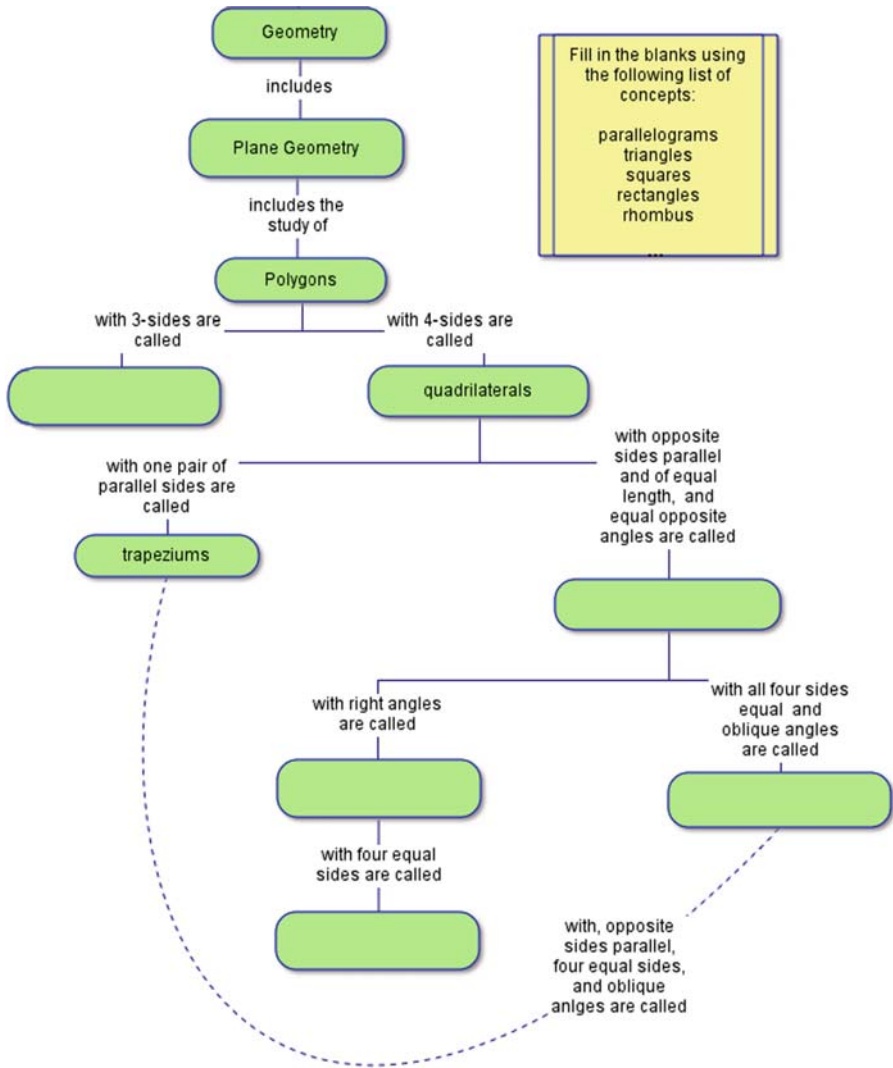 Geometry
Fill in the blanks using
the following list of
concepts:
parallelograms
triangles
squares
rectangles
rhombus
...
includes
Plane Geometry
includes the
study of
Polygons
with 3-sides are
called
with 4-sides are
called
quadrilaterals
with one pair of
parallel sides are
called
trapeziums
with opposite
sides parallel
and of equal
length, and
equal opposite
angles are called
with right angles
are called
with all four sides
equal and
oblique angles
are called
with four equal
sides are called
with, opposite
sides parallel,
four equal sides,
and oblique
anlges are called